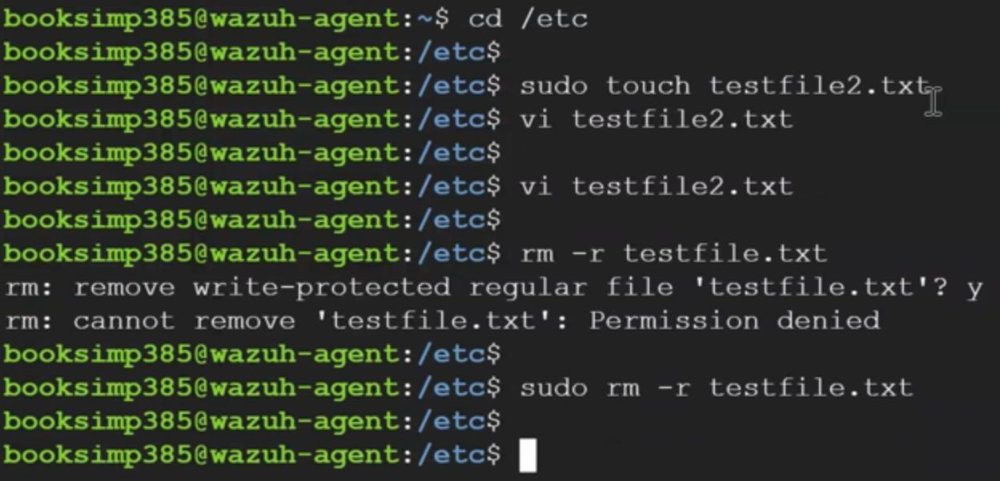 booksimp385@wazuh-agent:~$ cd /etc
booksimp385@wazuh-agent:/etc$
booksimp385@wazuh-agent:/etc$ sudo touch testfile2.txt
booksimp385@wazuh-agent:/etc$ vi testfile2.txt
booksimp385@wazuh-agent:/etc$
booksimp385@wazuh-agent:/etc$ vi testfile2.txt
booksimp385@wazuh-agent:/etc$
booksimp385@wazuh-agent:/etc$ rm -r testfile.txt
rm: remove write-protected regular file 'testfile.txt'? y
rm: cannot remove 'testfile.txt': Permission denied
booksimp385@wazuh-agent:/etc$
booksimp385@wazuh-agent:/etc$ sudo rm -r testfile.txt
booksimp385@wazuh-agent:/etc$
booksimp385@wazuh-agent:/etc$